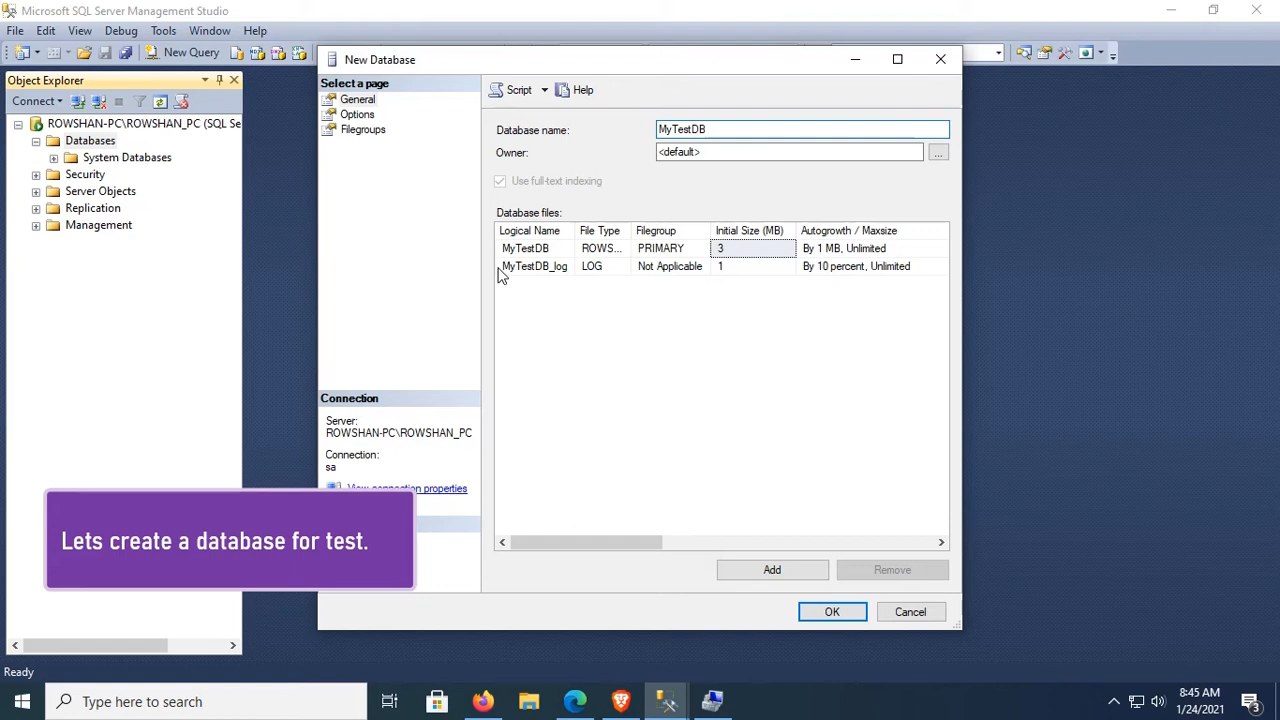 Microsoft SQL Server Management Studio
File Edit View Debug Tools Window Help
New Query
Object Explorer
Connect
ROWSHAN-PC\ROWSHAN_PC (SQL Se
Databases
System Databases
Security
Server Objects
Replication
Management
New Database
Select a page
General
Options
Filegroups
Script Help
Database name: MyTestDB
Owner: <default> ...
Use full-text indexing
Database files:
Logical Name File Type Filegroup Initial Size (MB) Autogrowth / Maxsize
MyTestDB ROWS... PRIMARY 3 By 1 MB, Unlimited
MyTestDB_log LOG Not Applicable 1 By 10 percent, Unlimited
Connection
Server:
ROWSHAN-PC\ROWSHAN_PC
Connection:
sa
View connection properties
Lets create a database for test.
Add Remove
OK Cancel
Ready
Type here to search
8:45 AM
1/24/2021
3